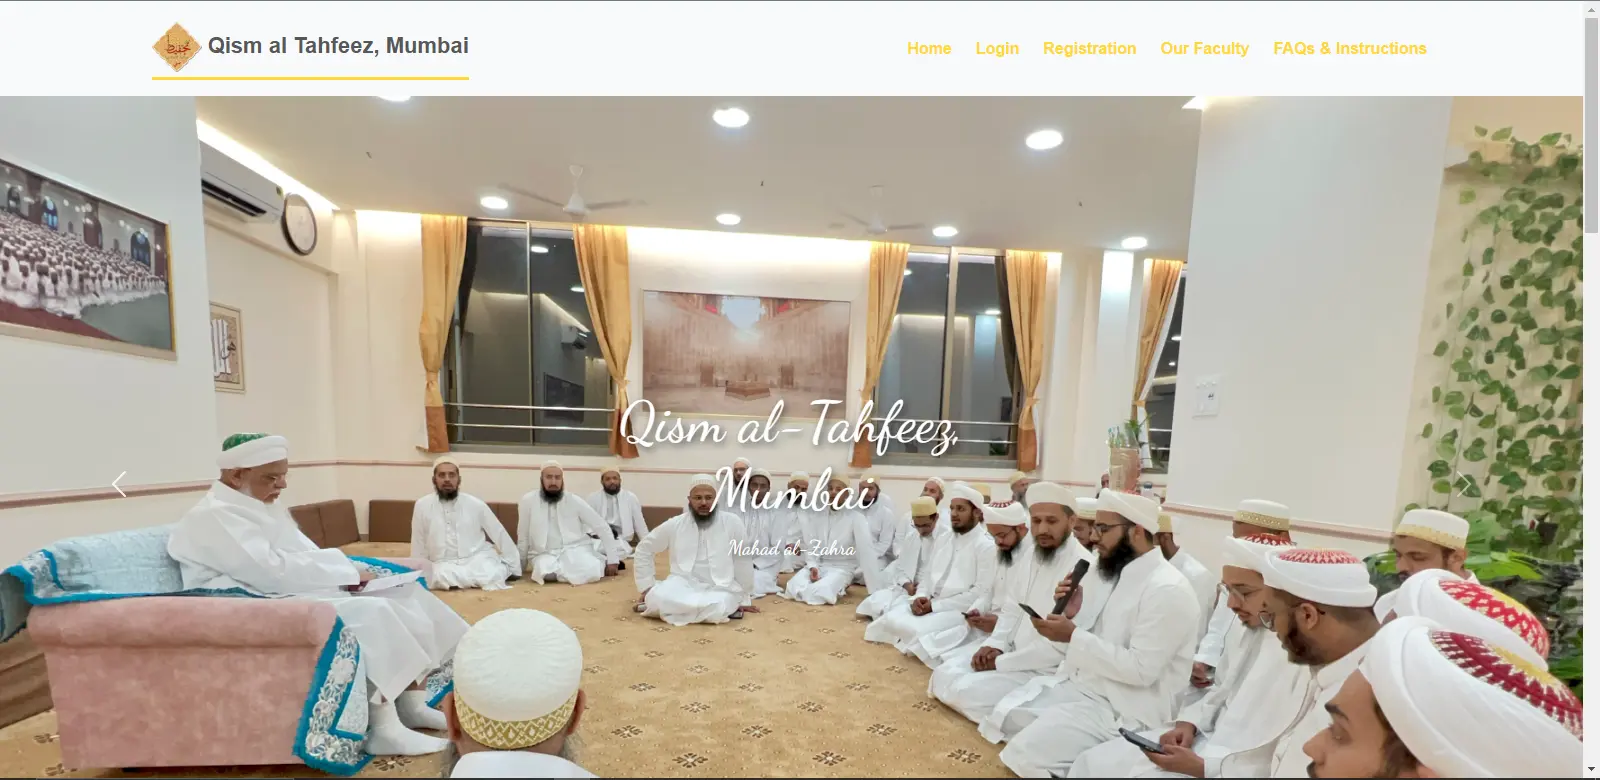 Qism al Tahfeez, Mumbai
Home Login Registration Our Faculty FAQs & Instructions
Qism al-Tahfeez,
Mumbai
Mahad al-Zahra